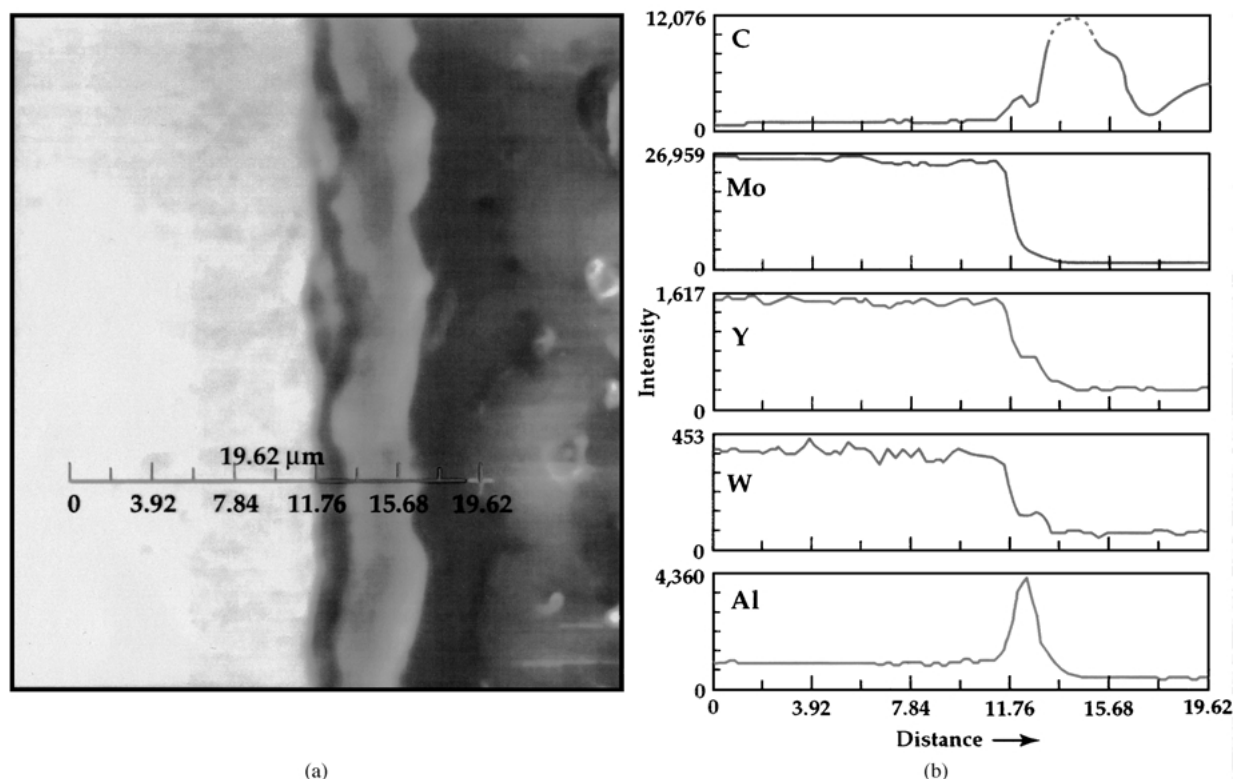 19.62 μm
0 3.92 7.84 11.76 15.68 19.62
(a)
12,076
C
0
26,959
Mo
0
1,617
Y
0
Intensity
453
W
0
4,360
Al
0
0 3.92 7.84 11.76 15.68 19.62
Distance →
(b)